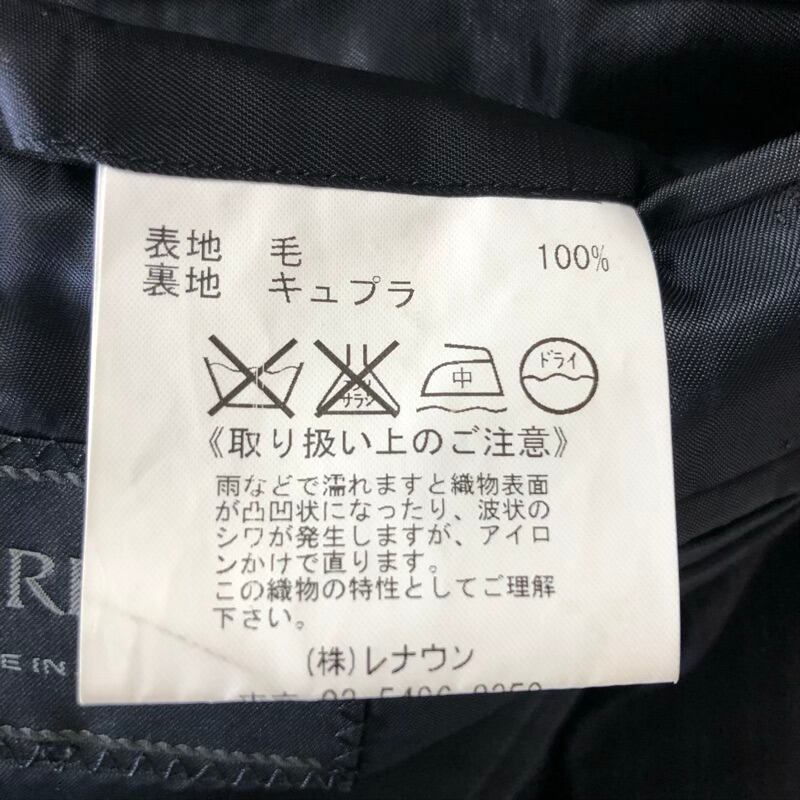 表地 毛 100%
裏地 キュプラ
中
ドライ
《取り扱い上のご注意》
雨などで濡れますと織物表面
が凸凹状になったり、波状の
シワが発生しますが、アイロ
ンかけで直ります。
この織物の特性としてご理解
下さい。
(株)レナウン